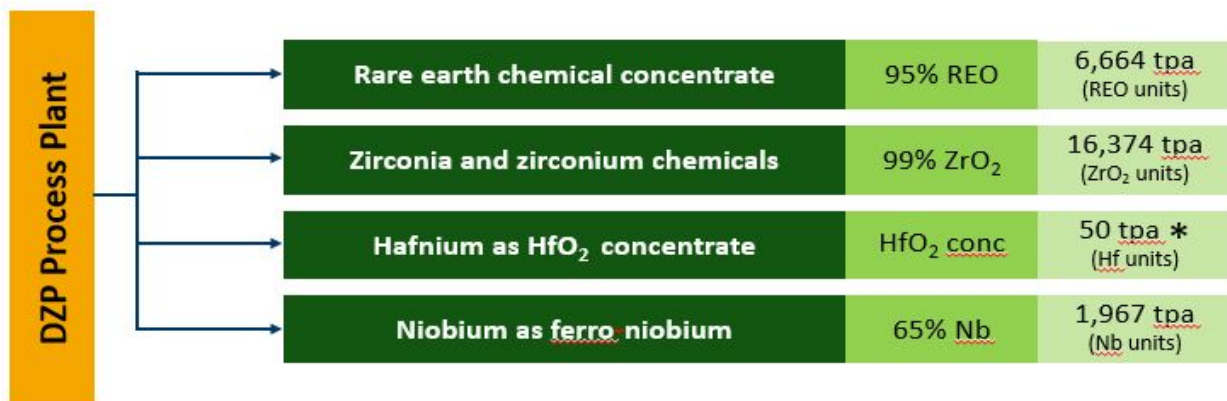 DZP Process Plant
Rare earth chemical concentrate
95% REO
6,664 tpa
(REO units)
Zirconia and zirconium chemicals
99% ZrO₂
16,374 tpa
(ZrO₂ units)
Hafnium as HfO₂ concentrate
HfO₂ conc
50 tpa *
(Hf units)
Niobium as ferro-niobium
65% Nb
1,967 tpa
(Nb units)